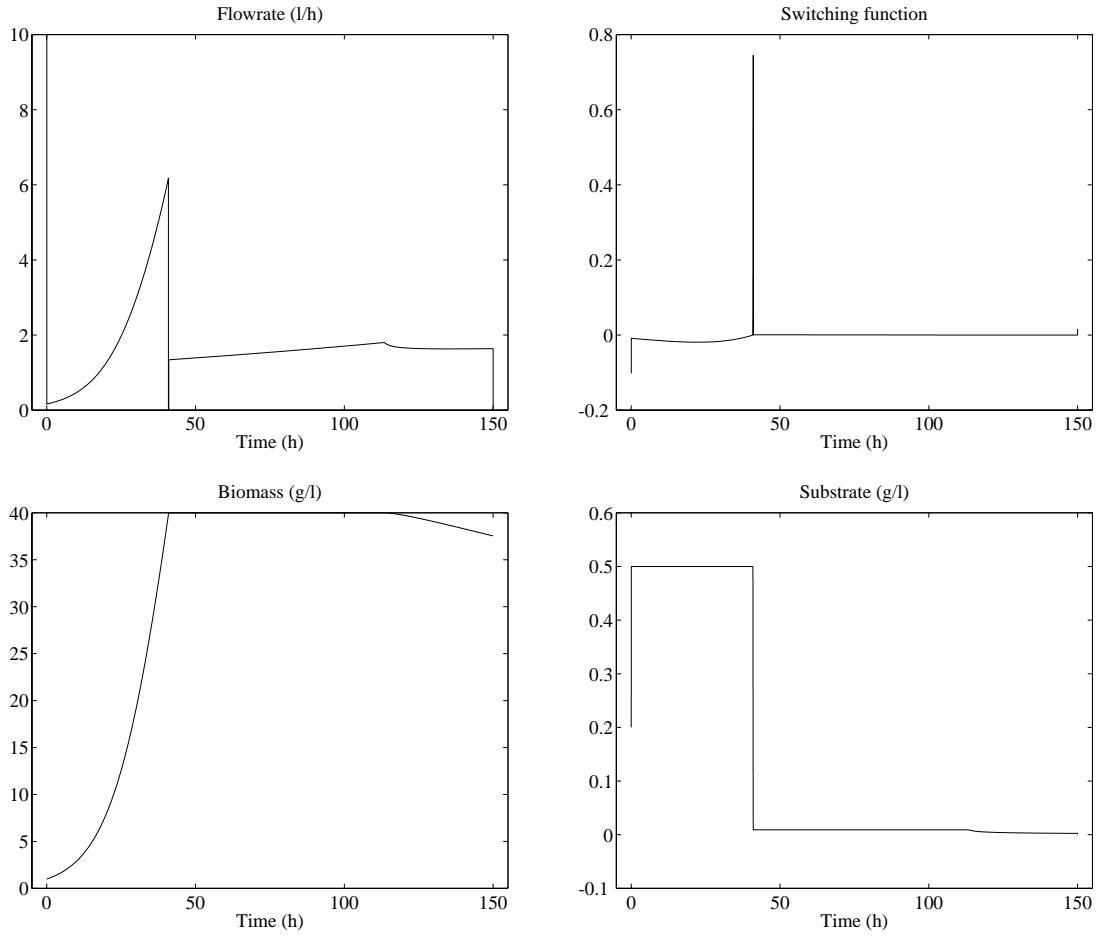 Flowrate (l/h)
10
8
6
4
2
0
0 50 100 150
Time (h)
Switching function
0.8
0.6
0.4
0.2
0
-0.2
0 50 100 150
Time (h)
Biomass (g/l)
40
35
30
25
20
15
10
5
0
0 50 100 150
Time (h)
Substrate (g/l)
0.6
0.5
0.4
0.3
0.2
0.1
0
-0.1
0 50 100 150
Time (h)